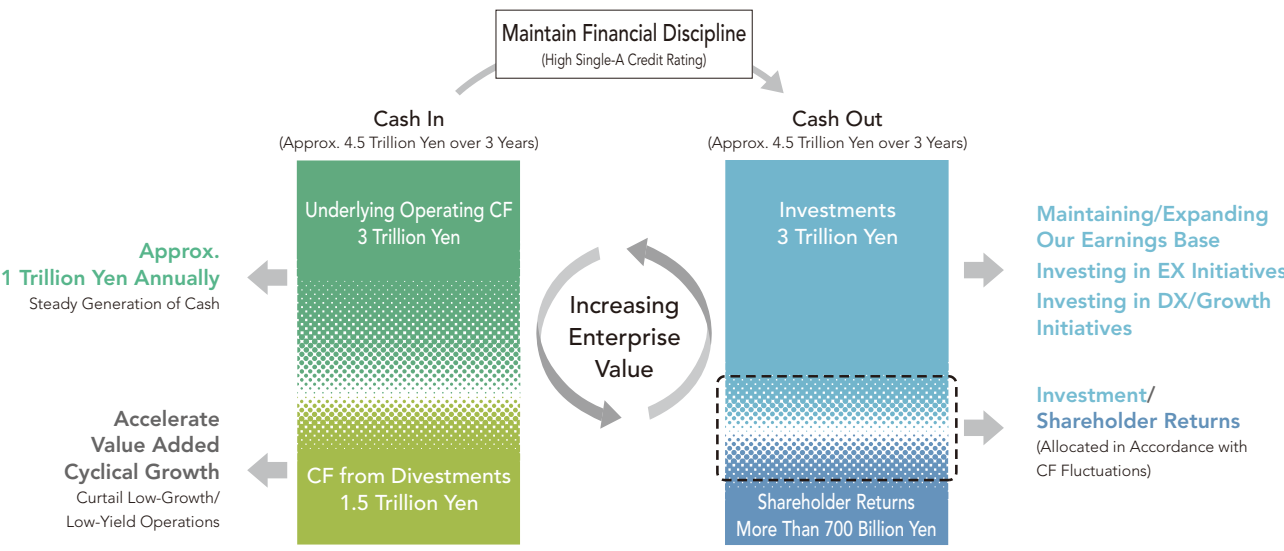 Maintain Financial Discipline
(High Single-A Credit Rating)
Cash In
(Approx. 4.5 Trillion Yen over 3 Years)
Cash Out
(Approx. 4.5 Trillion Yen over 3 Years)
Approx.
1 Trillion Yen Annually
Steady Generation of Cash
Accelerate
Value Added
Cyclical Growth
Curtail Low-Growth/
Low-Yield Operations
Underlying Operating CF
3 Trillion Yen
CF from Divestments
1.5 Trillion Yen
Increasing
Enterprise
Value
Investments
3 Trillion Yen
Shareholder Returns
More Than 700 Billion Yen
Maintaining/Expanding
Our Earnings Base
Investing in EX Initiatives
Investing in DX/Growth
Initiatives
Investment/
Shareholder Returns
(Allocated in Accordance with
CF Fluctuations)